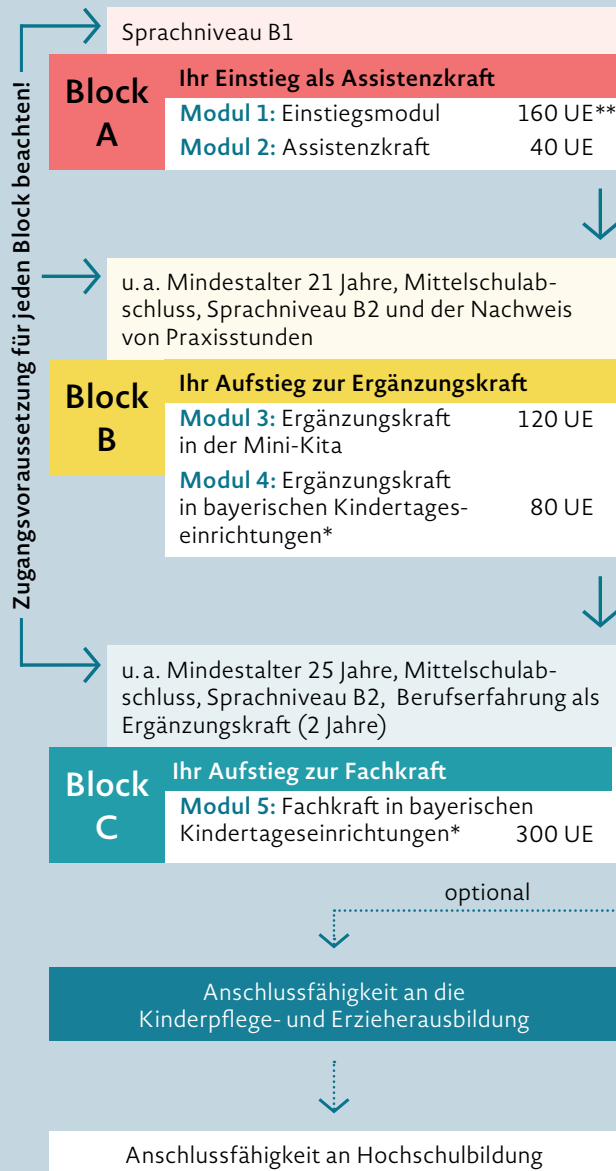 Zugangsvoraussetzung für jeden Block beachten!
Sprachniveau B1
Block
A
Ihr Einstieg als Assistenzkraft
Modul 1: Einstiegsmodul 160 UE**
Modul 2: Assistenzkraft 40 UE
u. a. Mindestalter 21 Jahre, Mittelschulab-
schluss, Sprachniveau B2 und der Nachweis
von Praxisstunden
Block
B
Ihr Aufstieg zur Ergänzungskraft
Modul 3: Ergänzungskraft 120 UE
in der Mini-Kita
Modul 4: Ergänzungskraft
in bayerischen Kindertages- 80 UE
einrichtungen*
u. a. Mindestalter 25 Jahre, Mittelschulab-
schluss, Sprachniveau B2, Berufserfahrung als
Ergänzungskraft (2 Jahre)
Block
C
Ihr Aufstieg zur Fachkraft
Modul 5: Fachkraft in bayerischen
Kindertageseinrichtungen* 300 UE
optional
Anschlussfähigkeit an die
Kinderpflege- und Erzieherausbildung
Anschlussfähigkeit an Hochschulbildung